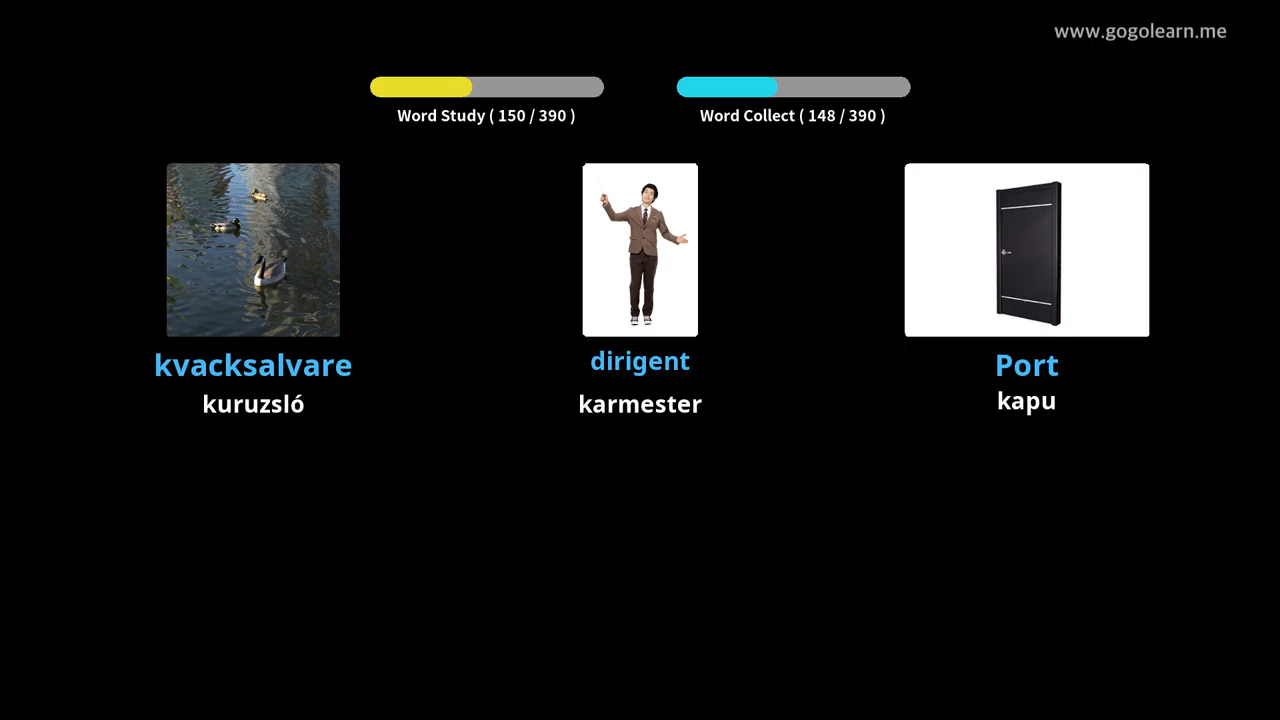 www.gogolearn.me
Word Study ( 150 / 390 )
Word Collect ( 148 / 390 )
kvacksalvare
kuruzsló
dirigent
karmester
Port
kapu